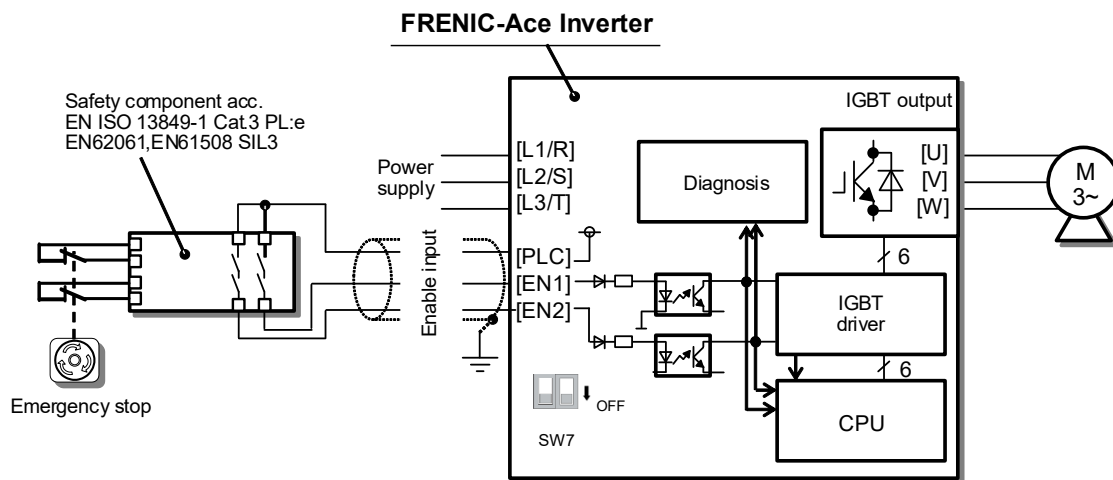 FRENIC-Ace Inverter
Safety component acc.
EN ISO 13849-1 Cat.3 PL:e
EN62061,EN61508 SIL3
IGBT output
Power
supply
[L1/R]
[L2/S]
[L3/T]
Diagnosis
[U]
[V]
[W]
M
3~
Enable input
[PLC]
[EN1]
[EN2]
6
IGBT
driver
6
OFF
SW7
CPU
Emergency stop